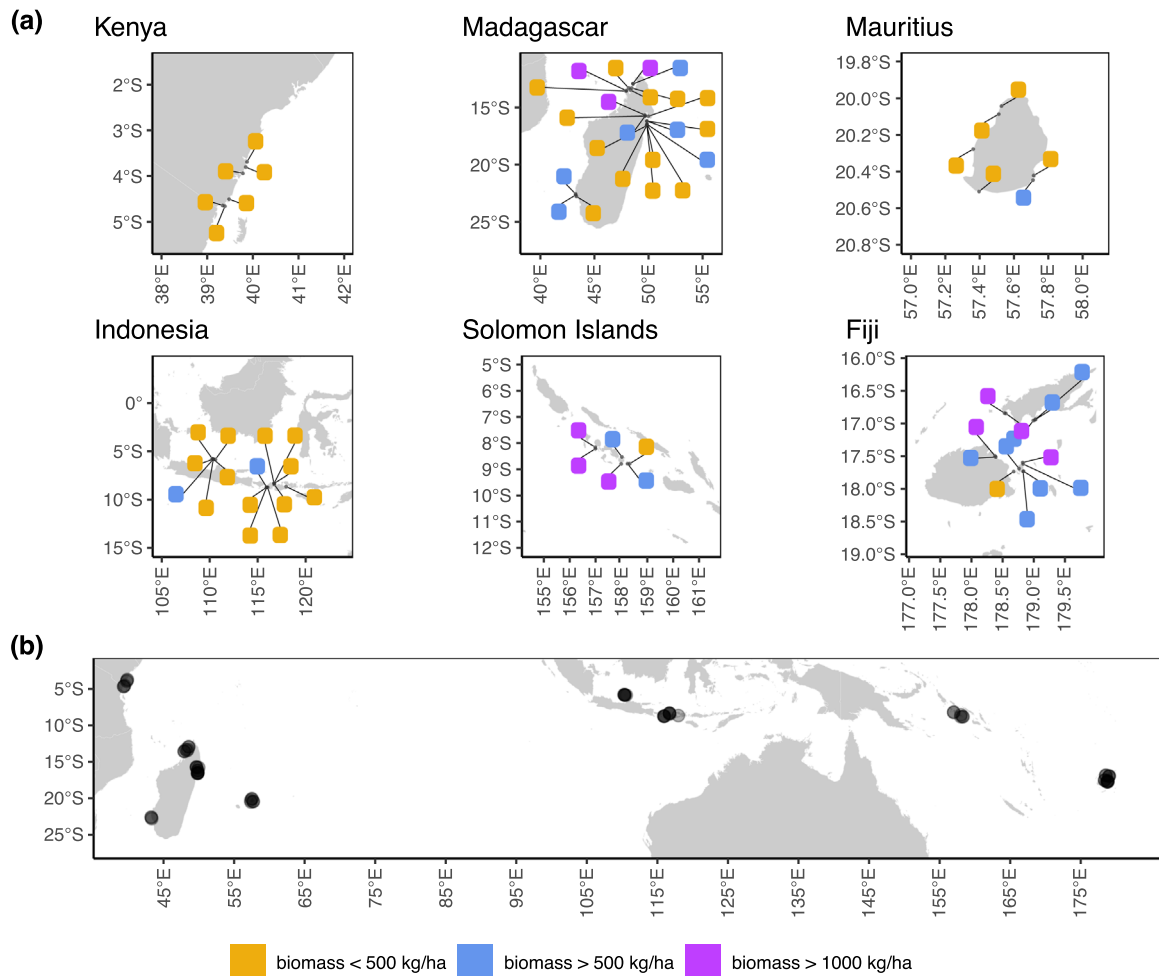 (a)
Kenya
Madagascar
Mauritius
2°S
3°S
4°S
5°S
38°E
39°E
40°E
41°E
42°E
15°S
20°S
25°S
40°E
45°E
50°E
55°E
19.8°S
20.0°S
20.2°S
20.4°S
20.6°S
20.8°S
57.0°E
57.2°E
57.4°E
57.6°E
57.8°E
58.0°E
Indonesia
Solomon Islands
Fiji
0°
5°S
10°S
15°S
105°E
110°E
115°E
120°E
5°S
6°S
7°S
8°S
9°S
10°S
11°S
12°S
155°E
156°E
157°E
158°E
159°E
160°E
161°E
16.0°S
16.5°S
17.0°S
17.5°S
18.0°S
18.5°S
19.0°S
177.0°E
177.5°E
178.0°E
178.5°E
179.0°E
179.5°E
(b)
5°S
10°S
15°S
20°S
25°S
45°E
55°E
65°E
75°E
85°E
95°E
105°E
115°E
125°E
135°E
145°E
155°E
165°E
175°E
biomass < 500 kg/ha
biomass > 500 kg/ha
biomass > 1000 kg/ha